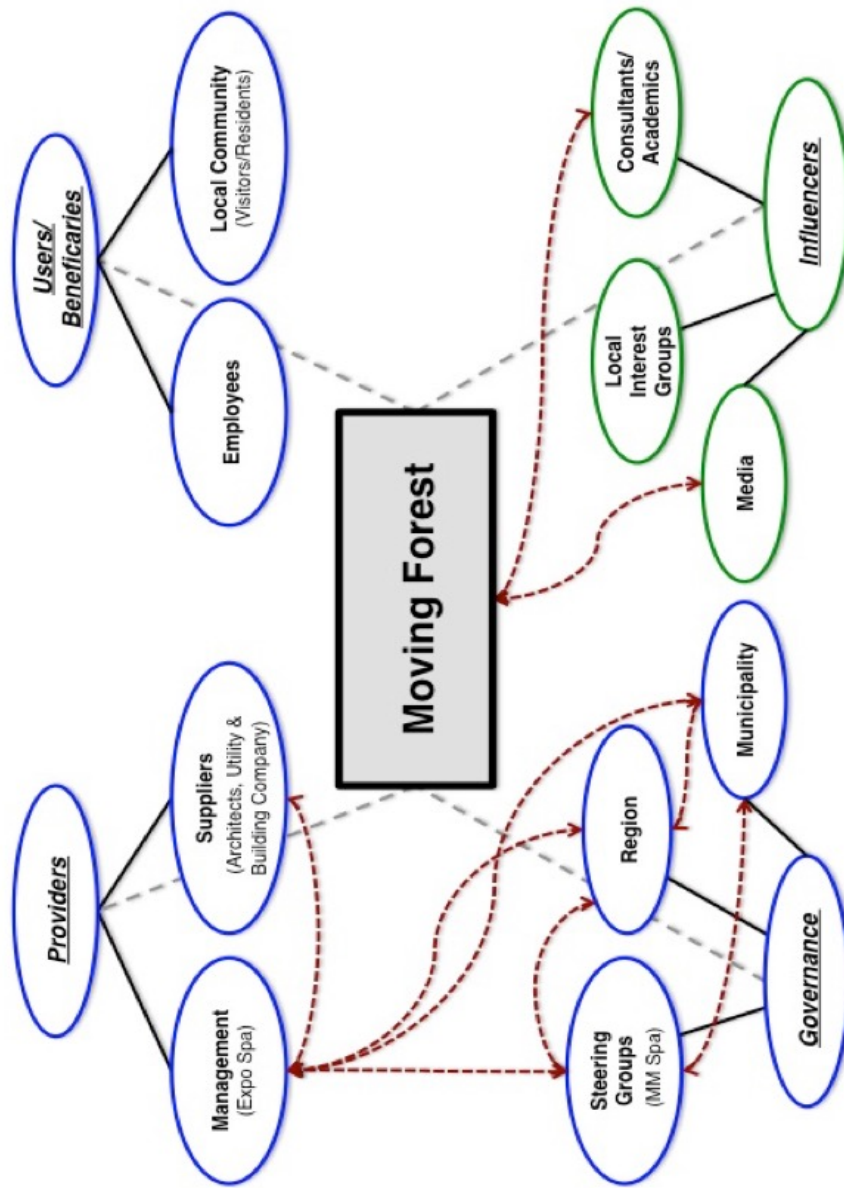 Providers
Users/
Beneficaries
Management
(Expo Spa)
Suppliers
(Architects, Utility &
Building Company)
Employees
Local Community
(Visitors/Residents)
Moving Forest
Steering
Groups
(MM Spa)
Region
Municipality
Governance
Media
Local
Interest
Groups
Consultants/
Academics
Influencers